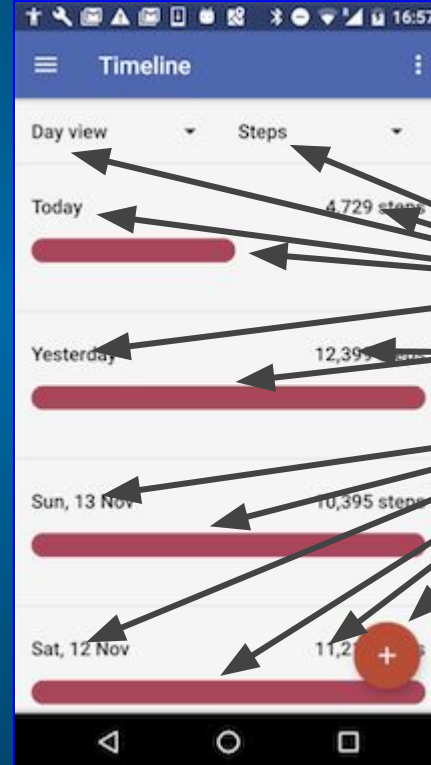 16:57
Timeline
Day view Steps
Today 4,729 steps
Yesterday 12,399
Sun, 13 Nov 10,395 steps
Sat, 12 Nov